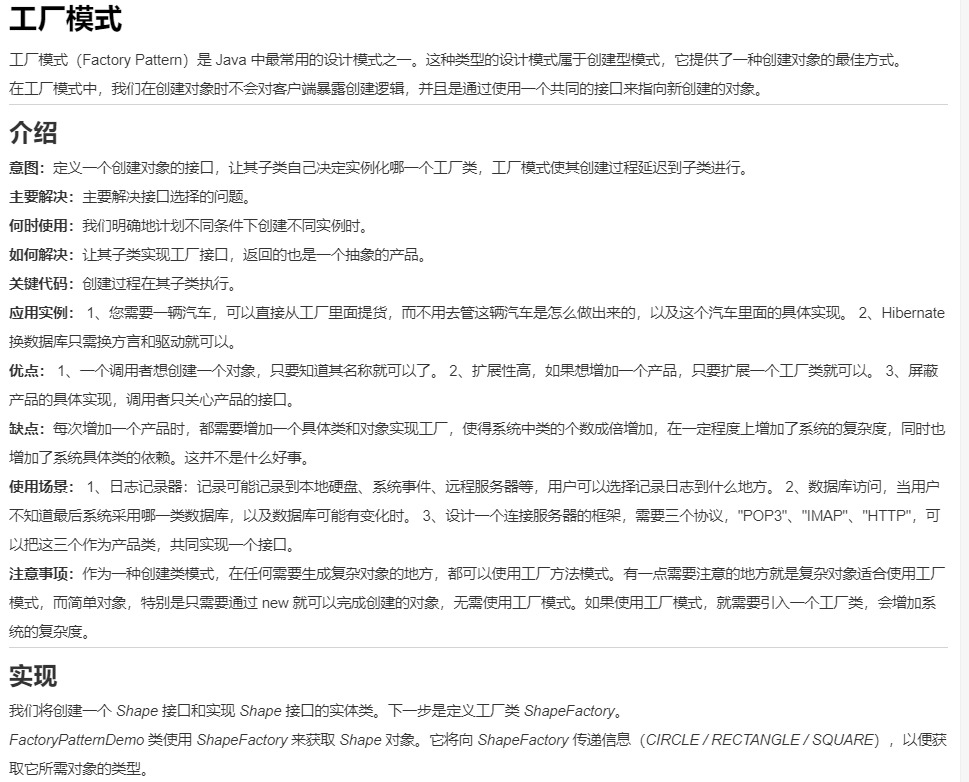 工厂模式
工厂模式（Factory Pattern）是 Java 中最常用的设计模式之一。这种类型的设计模式属于创建型模式，它提供了一种创建对象的最佳方式。
在工厂模式中，我们在创建对象时不会对客户端暴露创建逻辑，并且是通过使用一个共同的接口来指向新创建的对象。
介绍
意图：定义一个创建对象的接口，让其子类自己决定实例化哪一个工厂类，工厂模式使其创建过程延迟到子类进行。
主要解决：主要解决接口选择的问题。
何时使用：我们明确地计划不同条件下创建不同实例时。
如何解决：让其子类实现工厂接口，返回的也是一个抽象的产品。
关键代码：创建过程在其子类执行。
应用实例： 1、您需要一辆汽车，可以直接从工厂里面提货，而不用去管这辆汽车是怎么做出来的，以及这个汽车里面的具体实现。 2、Hibernate
换数据库只需换方言和驱动就可以。
优点： 1、一个调用者想创建一个对象，只要知道其名称就可以了。 2、扩展性高，如果想增加一个产品，只要扩展一个工厂类就可以。 3、屏蔽
产品的具体实现，调用者只关心产品的接口。
缺点：每次增加一个产品时，都需要增加一个具体类和对象实现工厂，使得系统中类的个数成倍增加，在一定程度上增加了系统的复杂度，同时也
增加了系统具体类的依赖。这并不是什么好事。
使用场景： 1、日志记录器：记录可能记录到本地硬盘、系统事件、远程服务器等，用户可以选择记录日志到什么地方。 2、数据库访问，当用户
不知道最后系统采用哪一类数据库，以及数据库可能有变化时。 3、设计一个连接服务器的框架，需要三个协议，"POP3"、"IMAP"、"HTTP"，可
以把这三个作为产品类，共同实现一个接口。
注意事项：作为一种创建类模式，在任何需要生成复杂对象的地方，都可以使用工厂方法模式。有一点需要注意的地方就是复杂对象适合使用工厂
模式，而简单对象，特别是只需要通过 new 就可以完成创建的对象，无需使用工厂模式。如果使用工厂模式，就需要引入一个工厂类，会增加系
统的复杂度。
实现
我们将创建一个 Shape 接口和实现 Shape 接口的实体类。下一步是定义工厂类 ShapeFactory。
FactoryPatternDemo 类使用 ShapeFactory 来获取 Shape 对象。它将向 ShapeFactory 传递信息（CIRCLE / RECTANGLE / SQUARE），以便获
取它所需对象的类型。